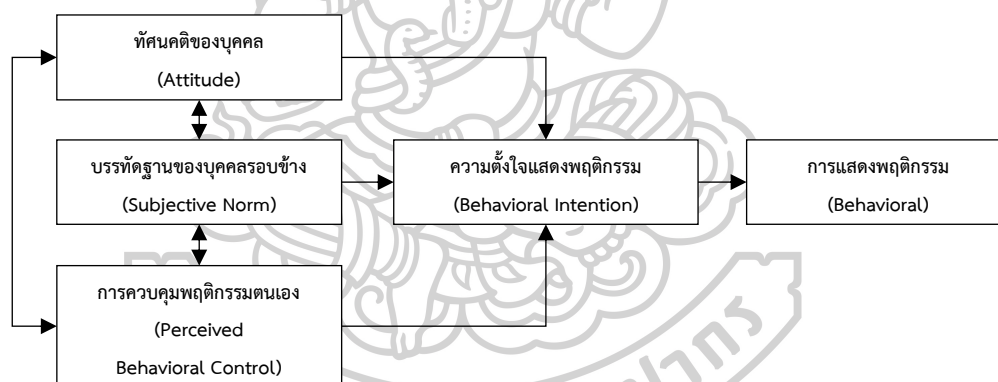 ทัศนคติของบุคคล
(Attitude)
บรรทัดฐานของบุคคลรอบข้าง
(Subjective Norm)
ความตั้งใจแสดงพฤติกรรม
(Behavioral Intention)
การแสดงพฤติกรรม
(Behavioral)
การควบคุมพฤติกรรมตนเอง
(Perceived
Behavioral Control)